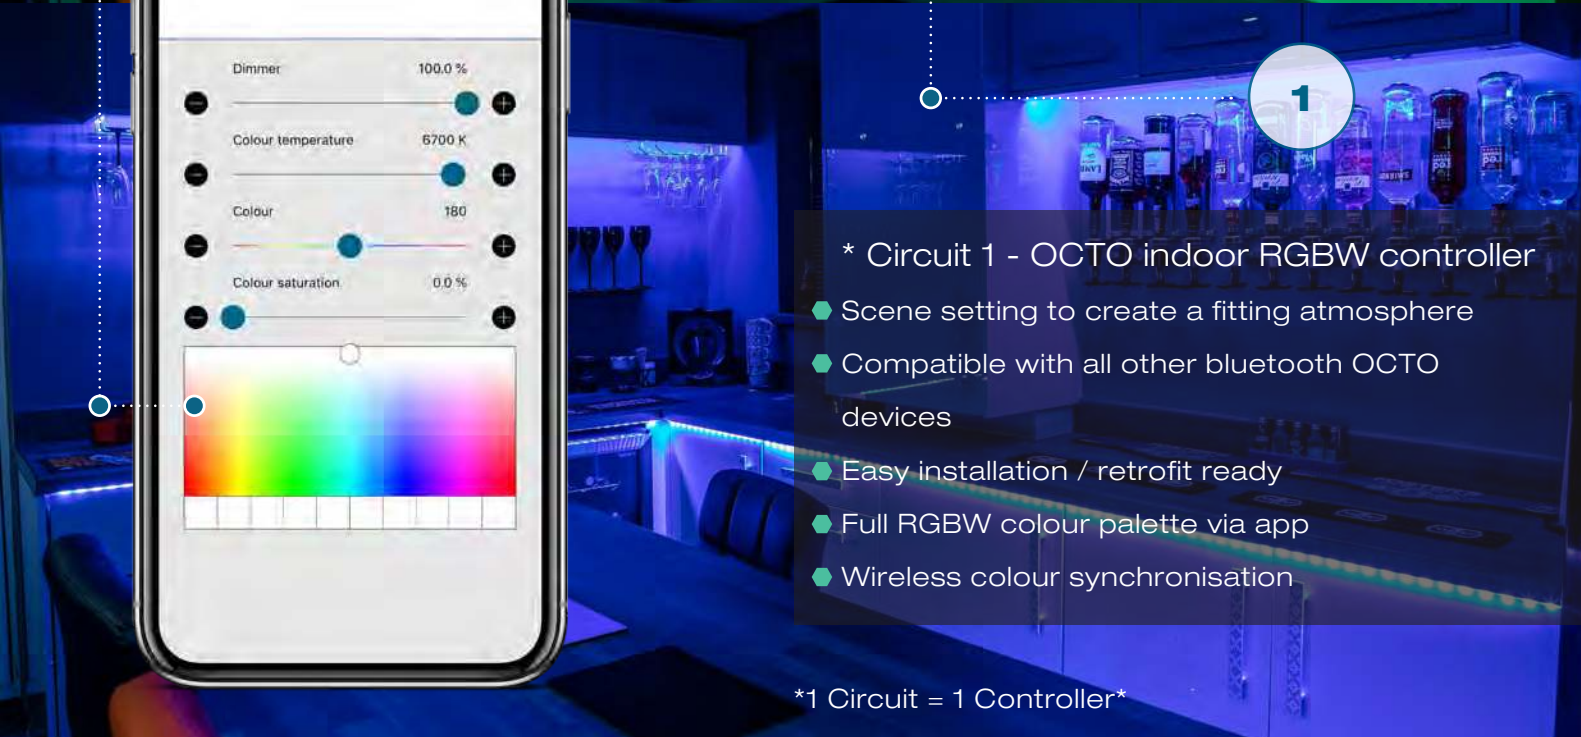 Dimmer 100.0 %
Colour temperature 6700 K
Colour 180
Colour saturation 0.0 %
1
* Circuit 1 - OCTO indoor RGBW controller
Scene setting to create a fitting atmosphere
Compatible with all other bluetooth OCTO
devices
Easy installation / retrofit ready
Full RGBW colour palette via app
Wireless colour synchronisation
*1 Circuit = 1 Controller*